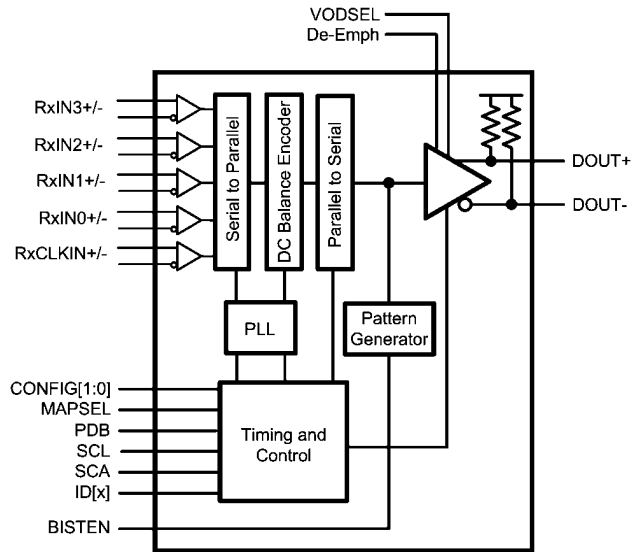 VODSEL
De-Emph
RxIN3+/-
RxIN2+/-
RxIN1+/-
RxIN0+/-
RxCLKIN+/-
Serial to Parallel
DC Balance Encoder
Parallel to Serial
DOUT+
DOUT-
PLL
Pattern
Generator
CONFIG[1:0]
MAPSEL
PDB
SCL
SCA
ID[x]
BISTEN
Timing and
Control